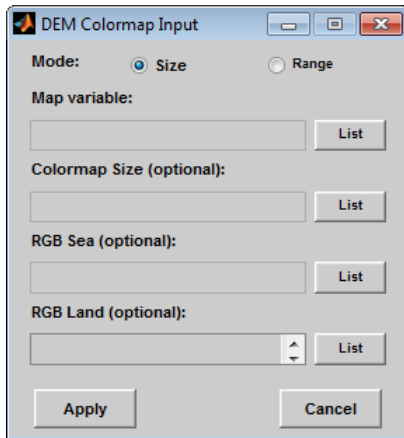 DEM Colormap Input
Mode: Size Range
Map variable:
List
Colormap Size (optional):
List
RGB Sea (optional):
List
RGB Land (optional):
List
Apply Cancel